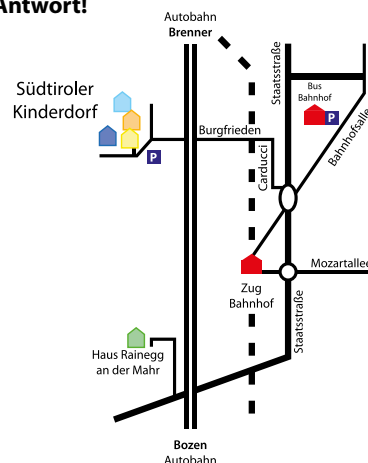 Antwort!
Autobahn
Brenner
Staatsstraße
Südtiroler
Kinderdorf
Bus
Bahnhof
P
Burgfrieden
P
Carducci
Bahnhofsalle
Mozartallee
Zug
Bahnhof
Staatsstraße
Haus Rainegg
an der Mahr
Bozen
Autobahn